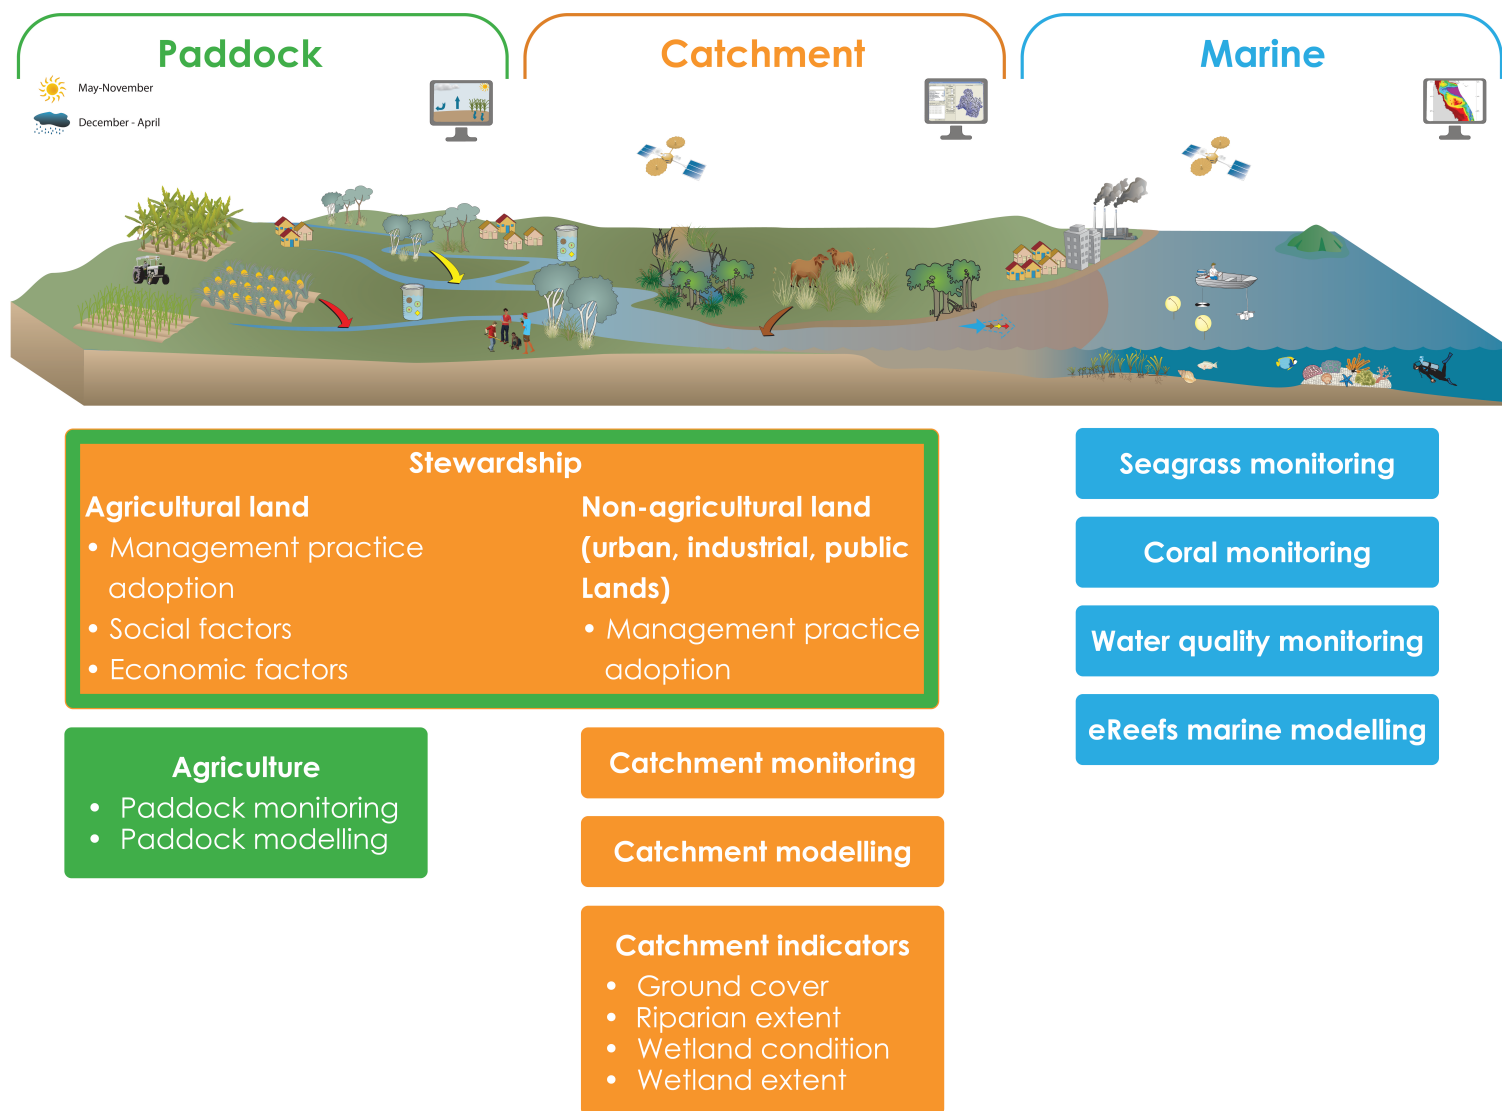 Paddock
Catchment
Marine
May-November
December - April
Stewardship
Agricultural land
• Management practice
adoption
• Social factors
• Economic factors
Non-agricultural land
(urban, industrial, public
Lands)
• Management practice
adoption
Agriculture
• Paddock monitoring
• Paddock modelling
Catchment monitoring
Catchment modelling
Catchment indicators
• Ground cover
• Riparian extent
• Wetland condition
• Wetland extent
Seagrass monitoring
Coral monitoring
Water quality monitoring
eReefs marine modelling